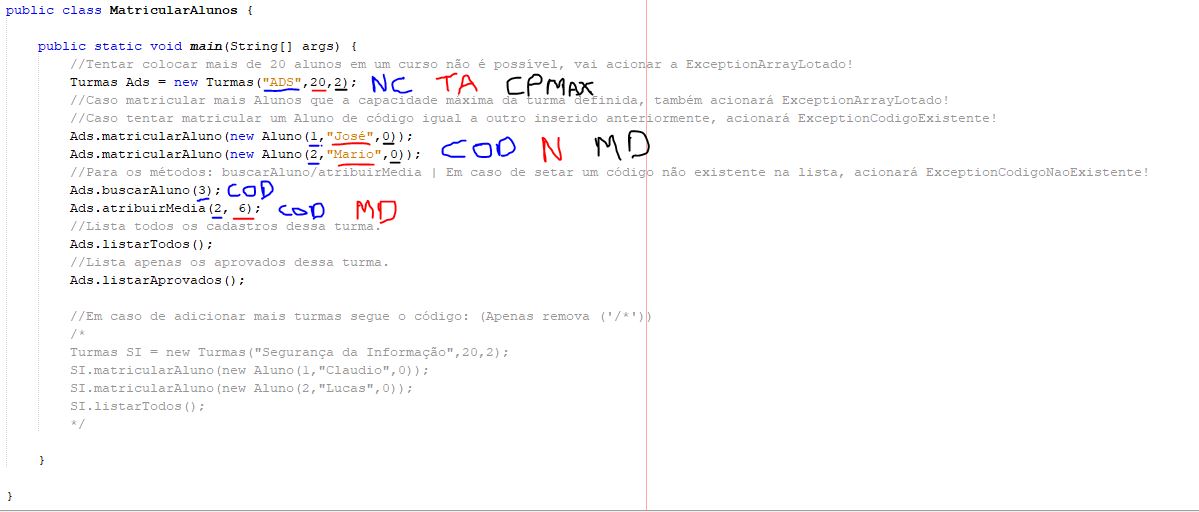 public class MatricularAlunos {
public static void main(String[] args) {
//Tentar colocar mais de 20 alunos em um curso não é possível, vai acionar a ExceptionArrayLotado!
Turmas Ads = new Turmas("ADS",20,2); NC TA CPMAX
//Caso matricular mais Alunos que a capacidade máxima da turma definida, também acionará ExceptionArrayLotado!
//Caso tentar matricular um Aluno de código igual a outro inserido anteriormente, acionará ExceptionCodigoExistente!
Ads.matricularAluno(new Aluno(1,"José",0));
Ads.matricularAluno(new Aluno(2,"Mario",0)); COD N MD
//Para os métodos: buscarAluno/atribuirMedia | Em caso de setar um código não existente na lista, acionará ExceptionCodigoNaoExistente!
Ads.buscarAluno(3); COD
Ads.atribuirMedia(2, 6); COD MD
//Lista todos os cadastros dessa turma.
Ads.listarTodos();
//Lista apenas os aprovados dessa turma.
Ads.listarAprovados();
//Em caso de adicionar mais turmas segue o código: (Apenas remova ('/*'))
/*
Turmas SI = new Turmas("Segurança da Informação",20,2);
SI.matricularAluno(new Aluno(1,"Claudio",0));
SI.matricularAluno(new Aluno(2,"Lucas",0));
SI.listarTodos();
*/
}
}